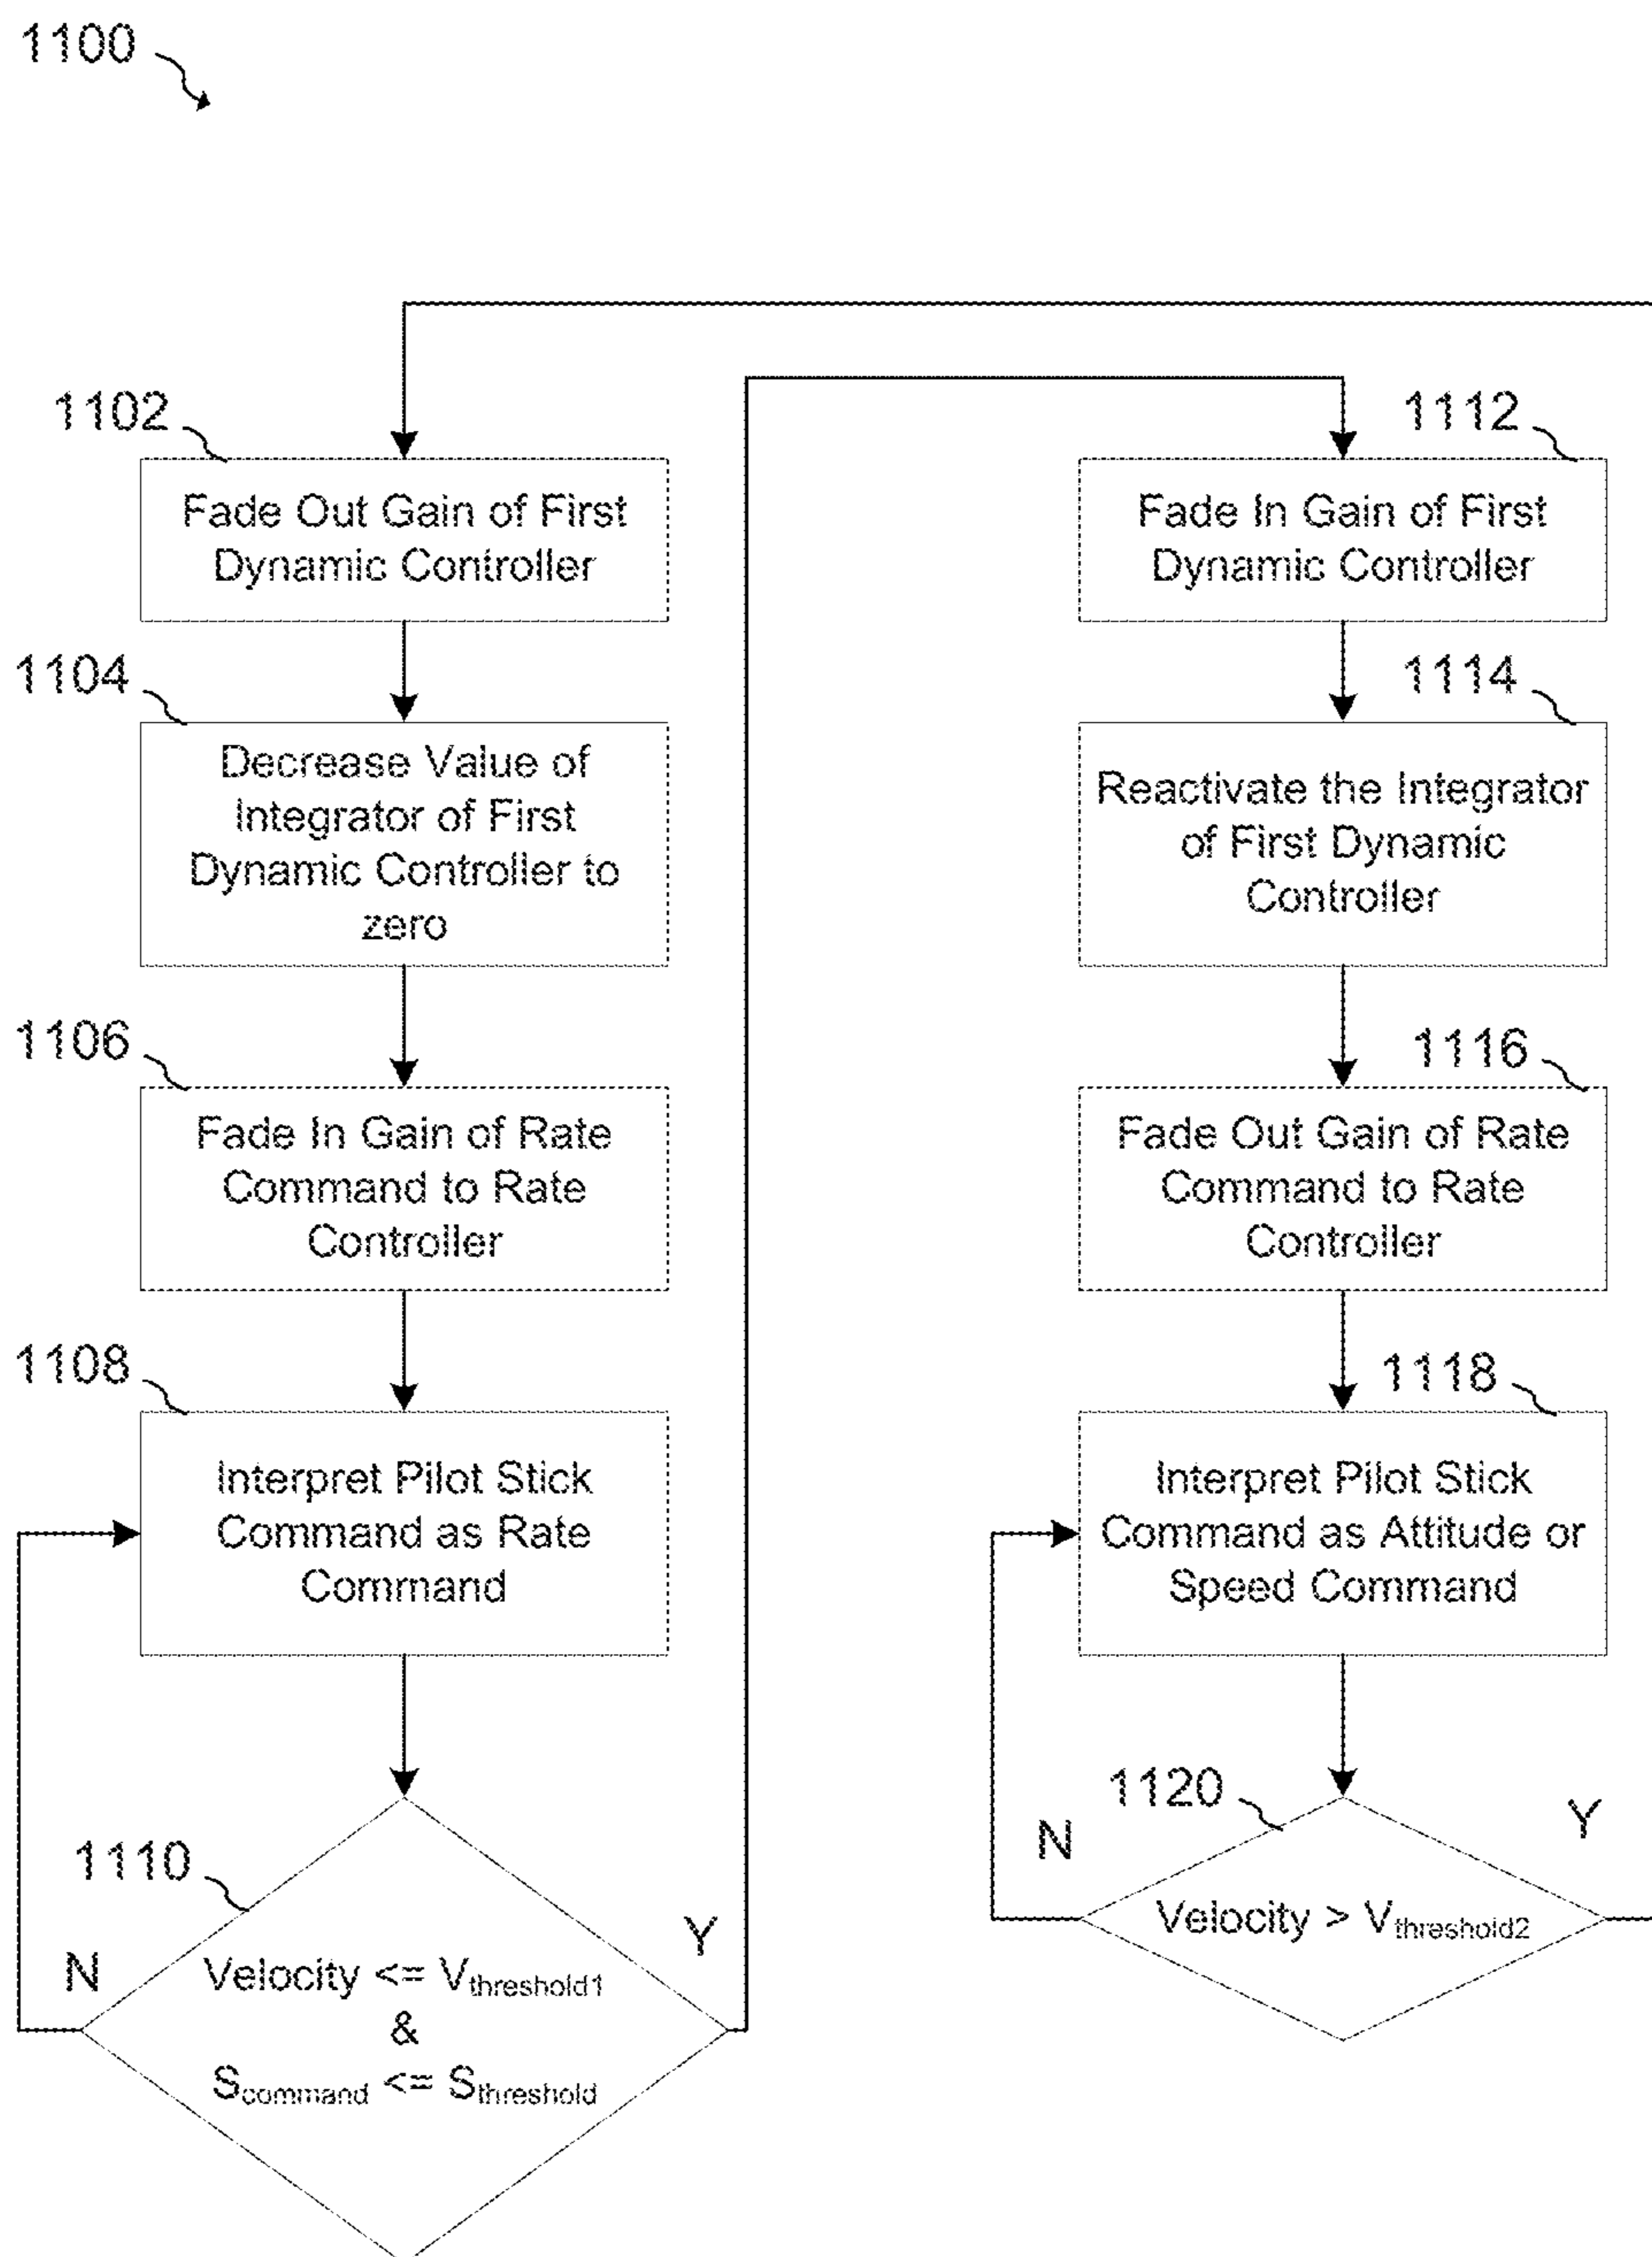 1100
1102
Fade Out Gain of First
Dynamic Controller
1104
Decrease Value of
Integrator of First
Dynamic Controller to
zero
1106
Fade In Gain of Rate
Command to Rate
Controller
1108
Interpret Pilot Stick
Command as Rate
Command
1110
N
Y
Velocity <= Vthreshold1
&
Scommand <= Sthreshold
1112
Fade In Gain of First
Dynamic Controller
1114
Reactivate the Integrator
of First Dynamic
Controller
1116
Fade Out Gain of Rate
Command to Rate
Controller
1118
Interpret Pilot Stick
Command as Attitude or
Speed Command
1120
N
Y
Velocity > Vthreshold2